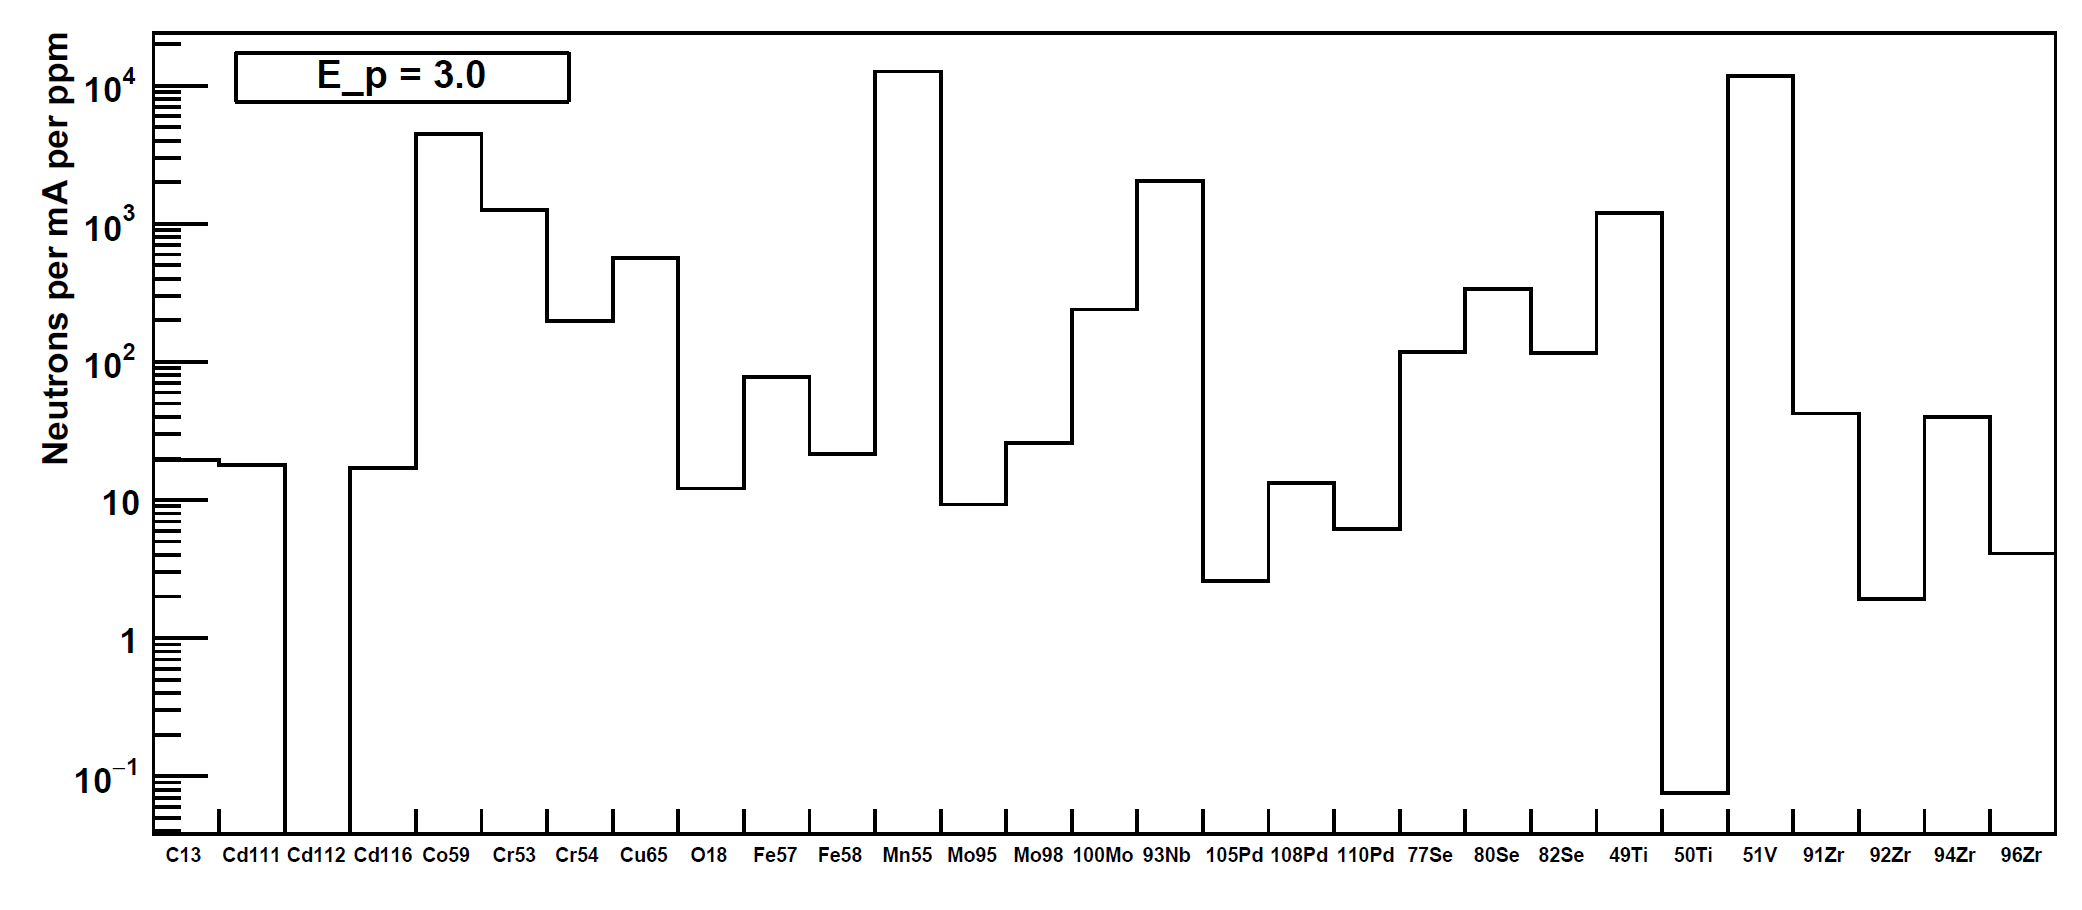 Neutrons per mA per ppm
E_p = 3.0
10⁴
10³
10²
10
1
10⁻¹
C13 Cd111 Cd112 Cd116 Co59 Cr53 Cr54 Cu65 O18 Fe57 Fe58 Mn55 Mo95 Mo98 100Mo 93Nb 105Pd 108Pd 110Pd 77Se 80Se 82Se 49Ti 50Ti 51V 91Zr 92Zr 94Zr 96Zr